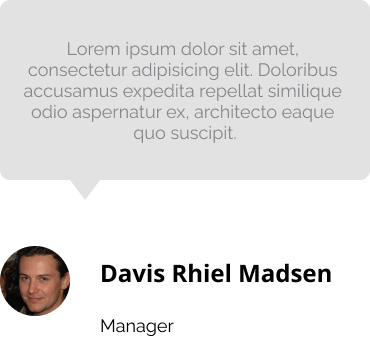 Lorem ipsum dolor sit amet,
consectetur adipisicing elit. Doloribus
accusamus expedita repellat similique
odio aspernatur ex, architecto eaque
quo suscipit.
Davis Rhiel Madsen
Manager